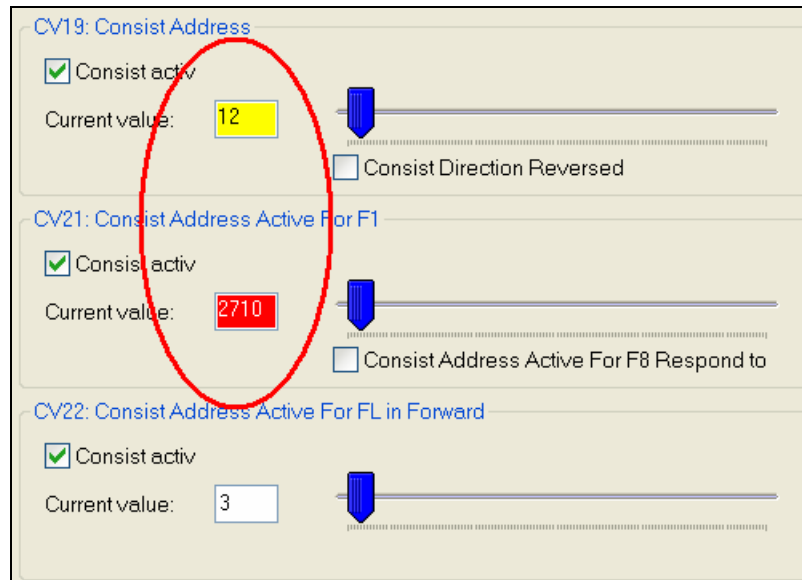 CV19: Consist Address
Consist activ
Current value: 12
Consist Direction Reversed
CV21: Consist Address Active For F1
Consist activ
Current value: 2710
Consist Address Active For F8 Respond to
CV22: Consist Address Active For FL in Forward
Consist activ
Current value: 3